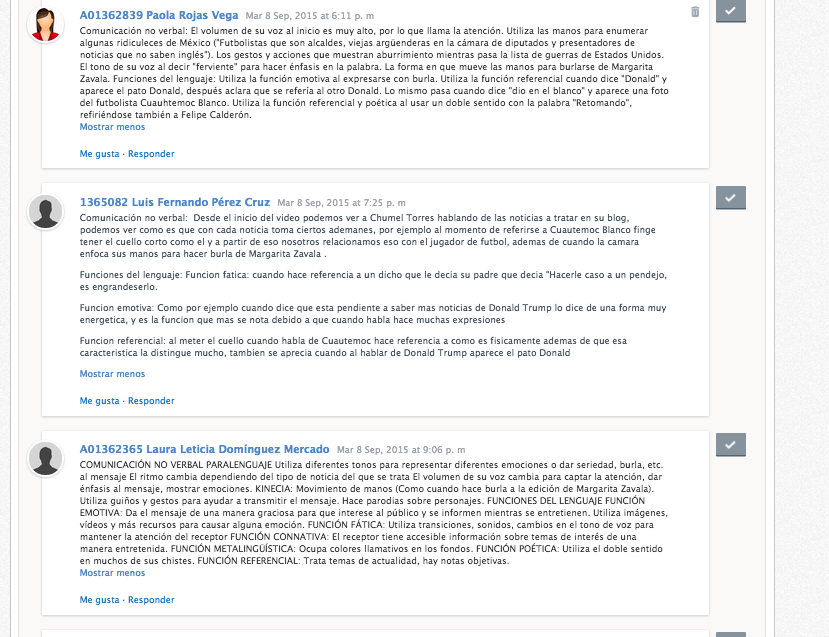 A01362839 Paola Rojas Vega Mar 8 Sep, 2015 at 6:11 p. m
Comunicación no verbal: El volumen de su voz al inicio es muy alto, por lo que llama la atención. Utiliza las manos para enumerar
algunas ridiculeces de México ("Futbolistas que son alcaldes, viejas argüenderas en la cámara de diputados y presentadores de
noticias que no saben inglés"). Los gestos y acciones que muestran aburrimiento mientras pasa la lista de guerras de Estados Unidos.
El tono de su voz al decir "ferviente" para hacer énfasis en la palabra. La forma en que mueve las manos para burlarse de Margarita
Zavala. Funciones del lenguaje: Utiliza la función emotiva al expresarse con burla. Utiliza la función referencial cuando dice "Donald" y
aparece el pato Donald, después aclara que se refería al otro Donald. Lo mismo pasa cuando dice "dio en el blanco" y aparece una foto
del futbolista Cuauhtemoc Blanco. Utiliza la función referencial y poética al usar un doble sentido con la palabra "Retomando",
refiriéndose también a Felipe Calderón.
Mostrar menos
Me gusta · Responder
1365082 Luis Fernando Pérez Cruz Mar 8 Sep, 2015 at 7:25 p. m
Comunicación no verbal: Desde el inicio del video podemos ver a Chumel Torres hablando de las noticias a tratar en su blog,
podemos ver como es que con cada noticia toma ciertos ademanes, por ejemplo al momento de referirse a Cuautemoc Blanco finge
tener el cuello corto como el y a partir de eso nosotros relacionamos eso con el jugador de futbol, ademas de cuando la camara
enfoca sus manos para hacer burla de Margarita Zavala .
Funciones del lenguaje: Funcion fatica: cuando hace referencia a un dicho que le decia su padre que decia "Hacerle caso a un pendejo,
es engrandeserlo.
Funcion emotiva: Como por ejemplo cuando dice que esta pendiente a saber mas noticias de Donald Trump lo dice de una forma muy
energetica, y es la funcion que mas se nota debido a que cuando habla hace muchas expresiones
Funcion referencial: al meter el cuello cuando habla de Cuautemoc hace referencia a como es fisicamente ademas de que esa
caracteristica la distingue mucho, tambien se aprecia cuando al hablar de Donald Trump aparece el pato Donald
Mostrar menos
Me gusta · Responder
A01362365 Laura Leticia Domínguez Mercado Mar 8 Sep, 2015 at 9:06 p. m
COMUNICACIÓN NO VERBAL PARALENGUAJE Utiliza diferentes tonos para representar diferentes emociones o dar seriedad, burla, etc.
al mensaje El ritmo cambia dependiendo del tipo de noticia del que se trata El volumen de su voz cambia para captar la atención, dar
énfasis al mensaje, mostrar emociones. KINECIA: Movimiento de manos (Como cuando hace burla a la edición de Margarita Zavala).
Utiliza guiños y gestos para ayudar a transmitir el mensaje. Hace parodias sobre personajes. FUNCIONES DEL LENGUAJE FUNCIÓN
EMOTIVA: Da el mensaje de una manera graciosa para que interese al público y se informen mientras se entretienen. Utiliza imágenes,
vídeos y más recursos para causar alguna emoción. FUNCIÓN FÁTICA: Utiliza transiciones, sonidos, cambios en el tono de voz para
mantener la atención del receptor FUNCIÓN CONNATIVA: El receptor tiene accesible información sobre temas de interés de una
manera entretenida. FUNCIÓN METALINGÜÍSTICA: Ocupa colores llamativos en los fondos. FUNCIÓN POÉTICA: Utiliza el doble sentido
en muchos de sus chistes. FUNCIÓN REFERENCIAL: Trata temas de actualidad, hay notas objetivas.
Mostrar menos
Me gusta · Responder